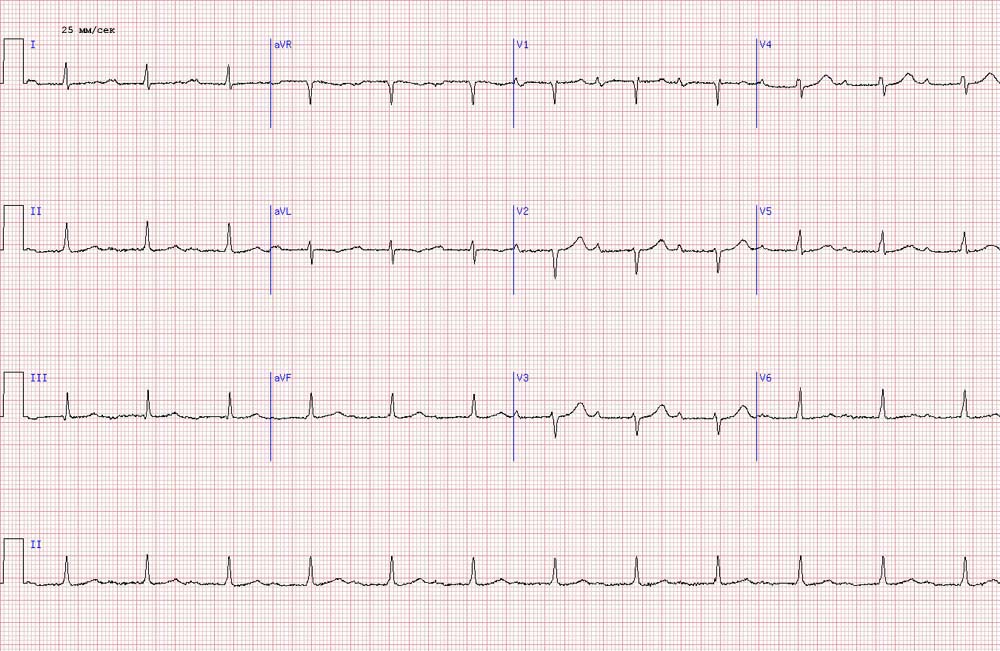 25 мм/сек
I aVR V1 V4
II aVL V2 V5
III aVF V3 V6
II